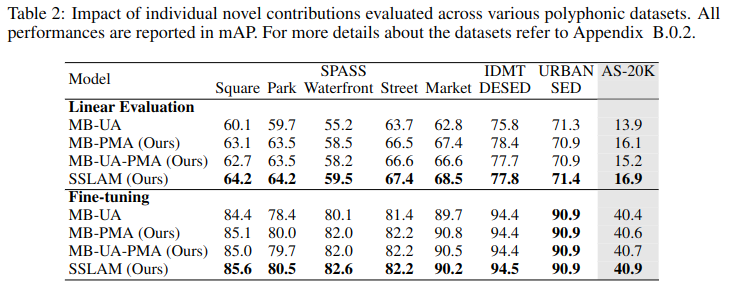 Table 2: Impact of individual novel contributions evaluated across various polyphonic datasets. All
performances are reported in mAP. For more details about the datasets refer to Appendix B.0.2.
Model SPASS IDMT URBAN AS-20K
Square Park Waterfront Street Market DESED SED
Linear Evaluation
MB-UA 60.1 59.7 55.2 63.7 62.8 75.8 71.3 13.9
MB-PMA (Ours) 63.1 63.5 58.5 66.5 67.4 78.4 70.9 16.1
MB-UA-PMA (Ours) 62.7 63.5 58.2 66.6 66.6 77.7 70.9 15.2
SSLAM (Ours) 64.2 64.2 59.5 67.4 68.5 77.8 71.4 16.9
Fine-tuning
MB-UA 84.4 78.4 80.1 81.4 89.7 94.4 90.9 40.4
MB-PMA (Ours) 85.1 80.0 82.0 82.2 90.8 94.4 90.9 40.6
MB-UA-PMA (Ours) 85.0 79.7 82.0 82.2 90.5 94.4 90.9 40.7
SSLAM (Ours) 85.6 80.5 82.6 82.2 90.2 94.5 90.9 40.9